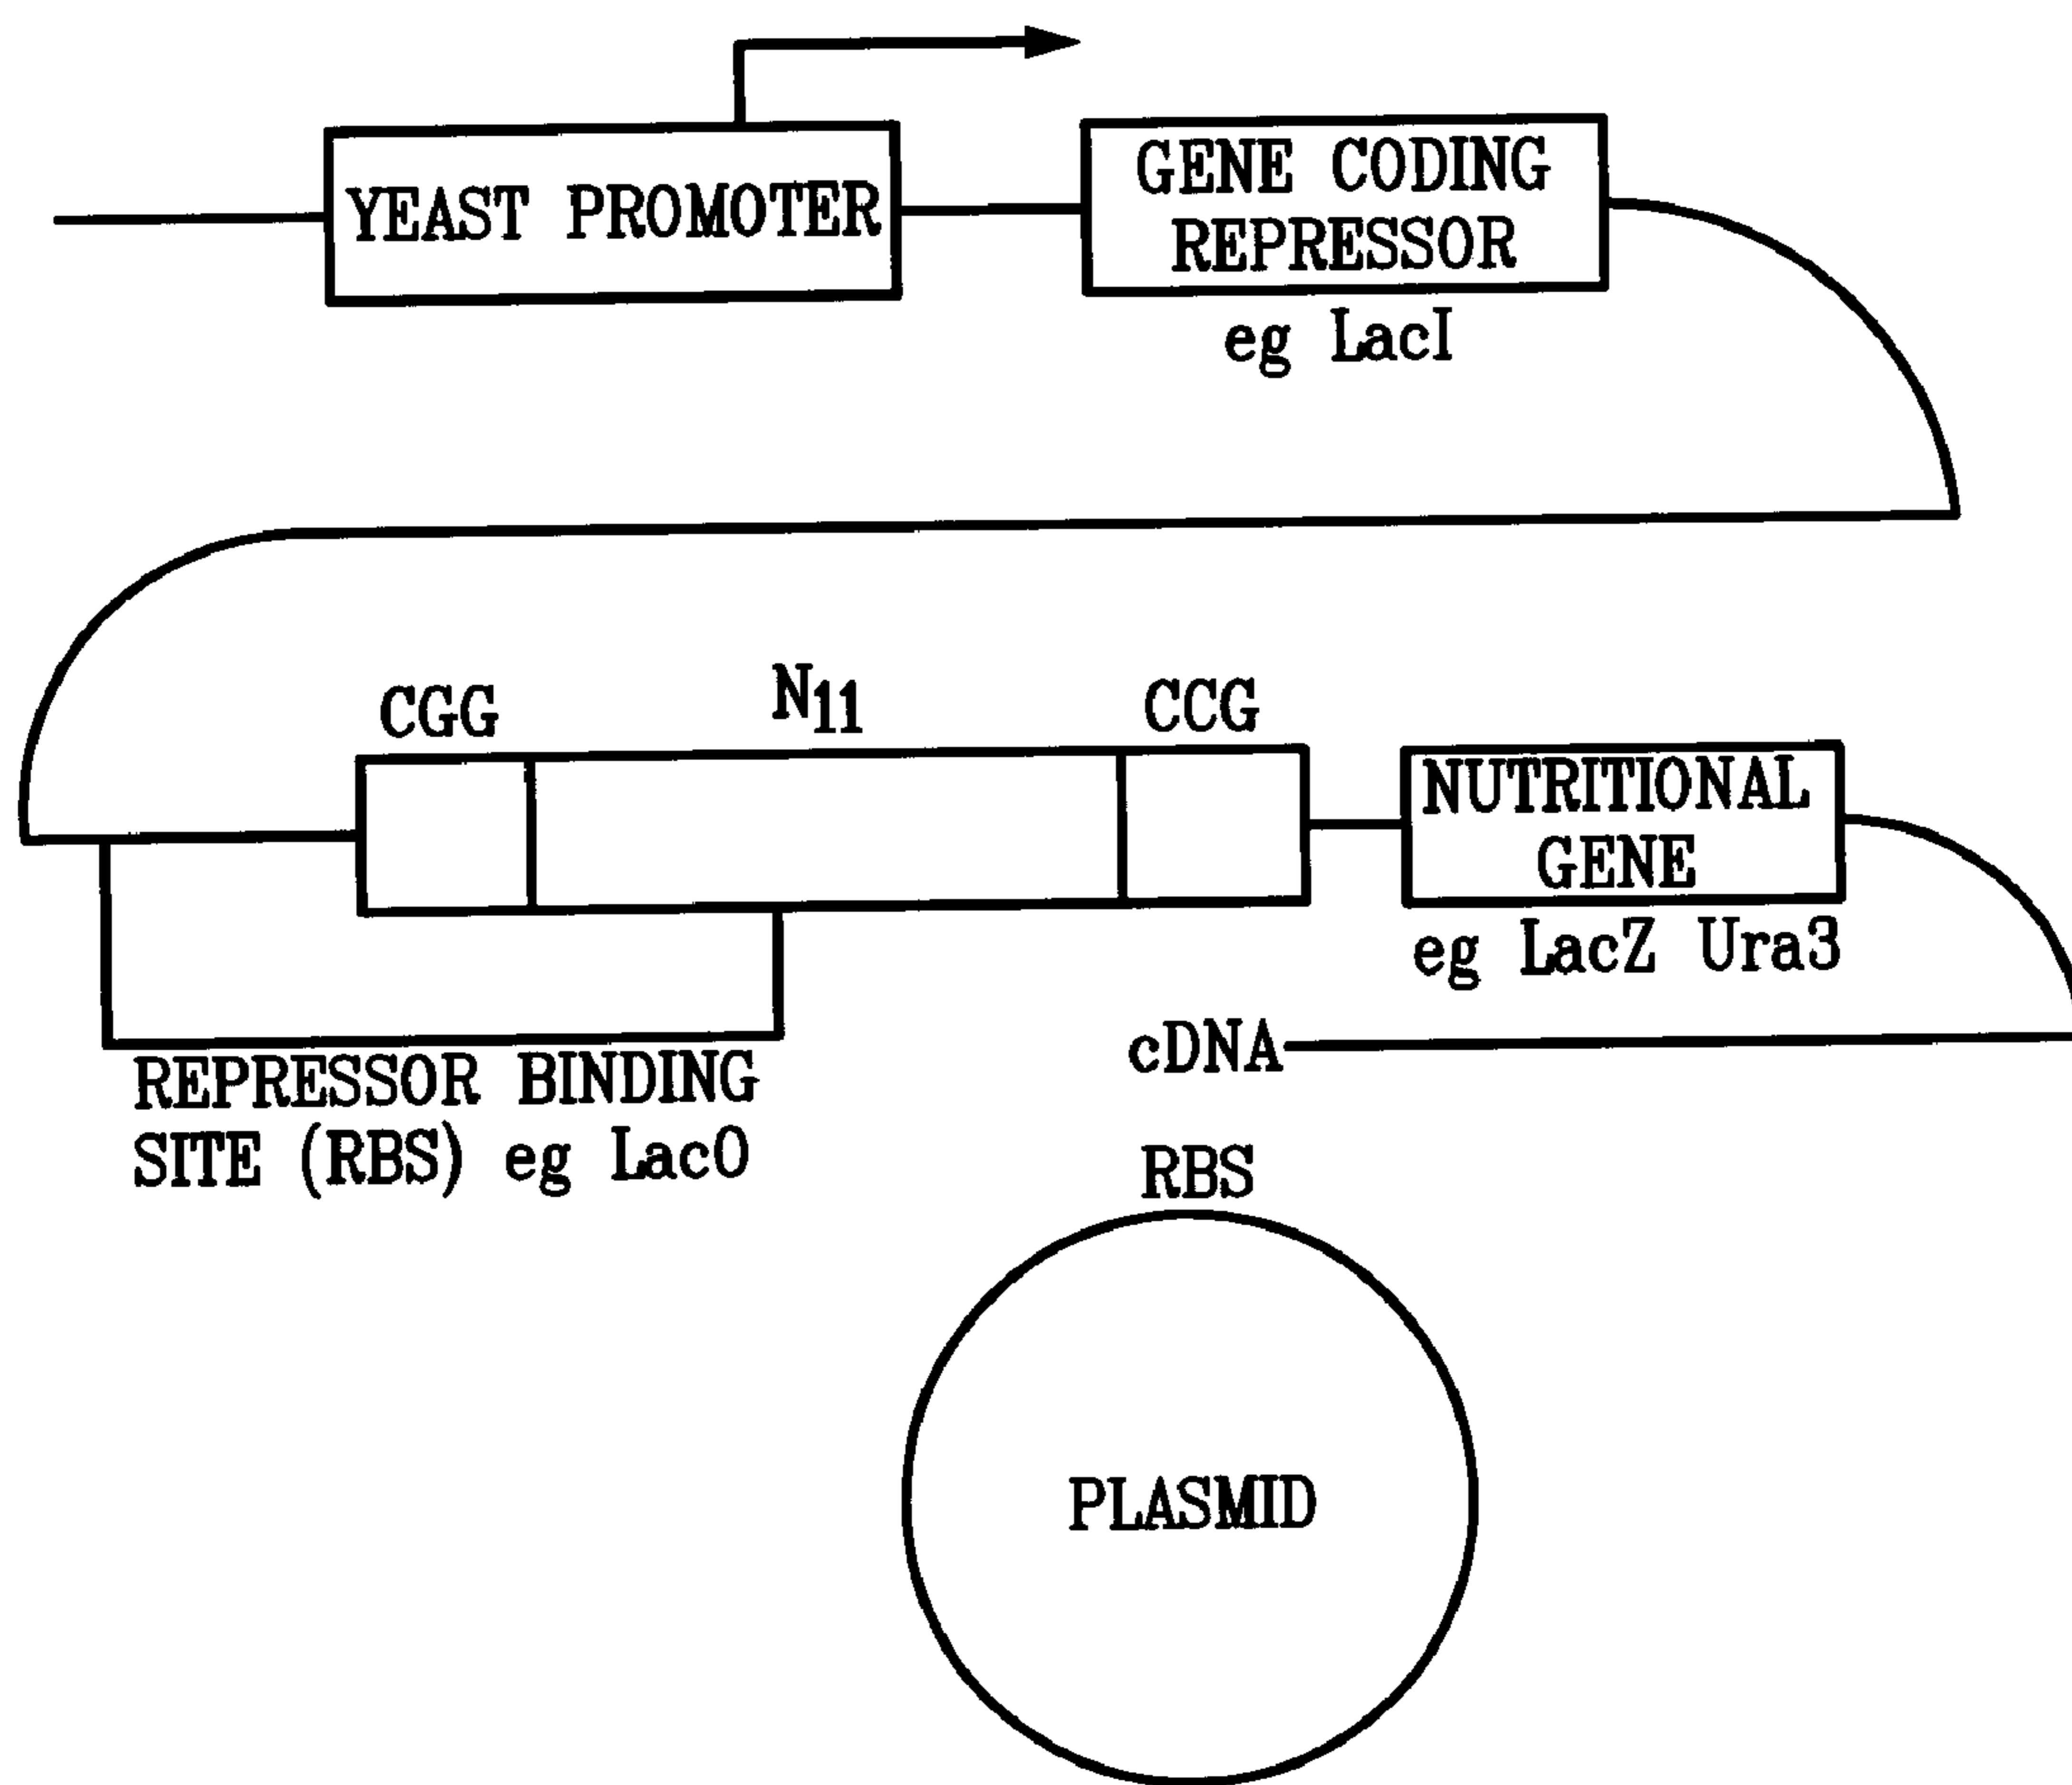 YEAST PROMOTER
GENE CODING
REPRESSOR
eg LacI
CGG
N11
CCG
NUTRITIONAL
GENE
eg LacZ Ura3
REPRESSOR BINDING
SITE (RBS) eg LacO
cDNA
RBS
PLASMID